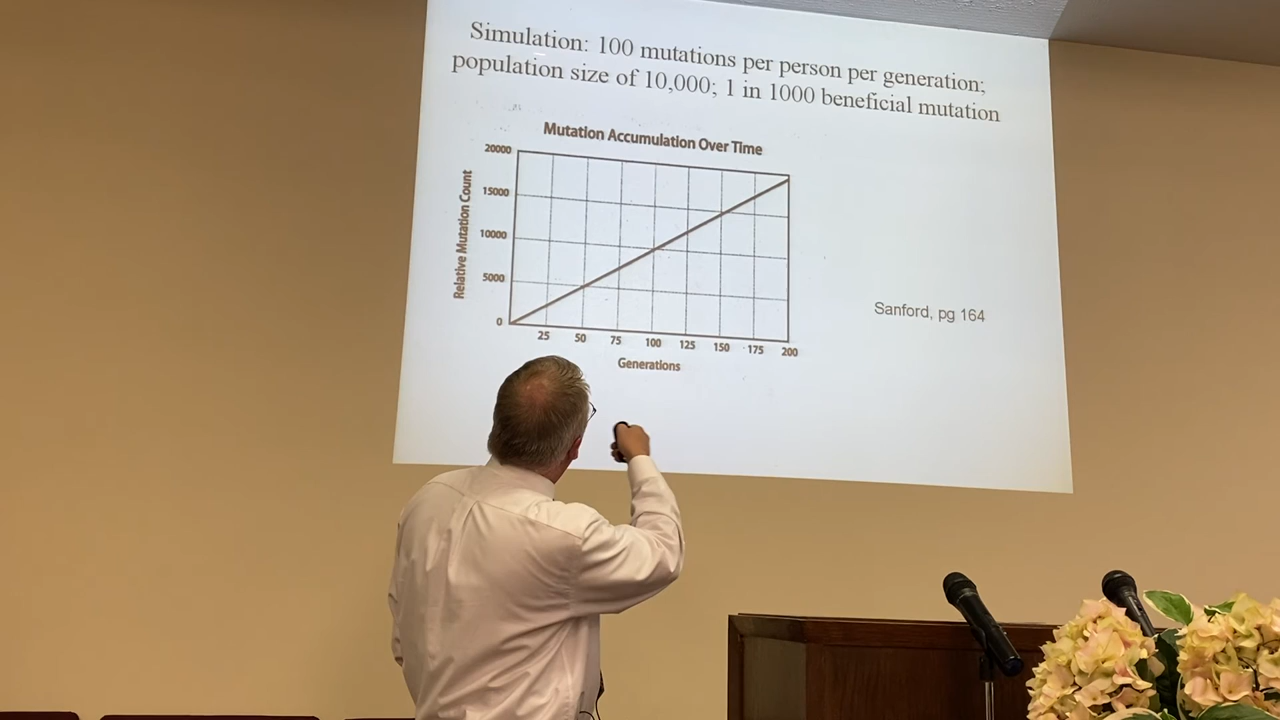 Simulation: 100 mutations per person per generation;
population size of 10,000; 1 in 1000 beneficial mutation
Mutation Accumulation Over Time
Relative Mutation Count
20000
15000
10000
5000
0
25 50 75 100 125 150 175 200
Generations
Sanford, pg 164